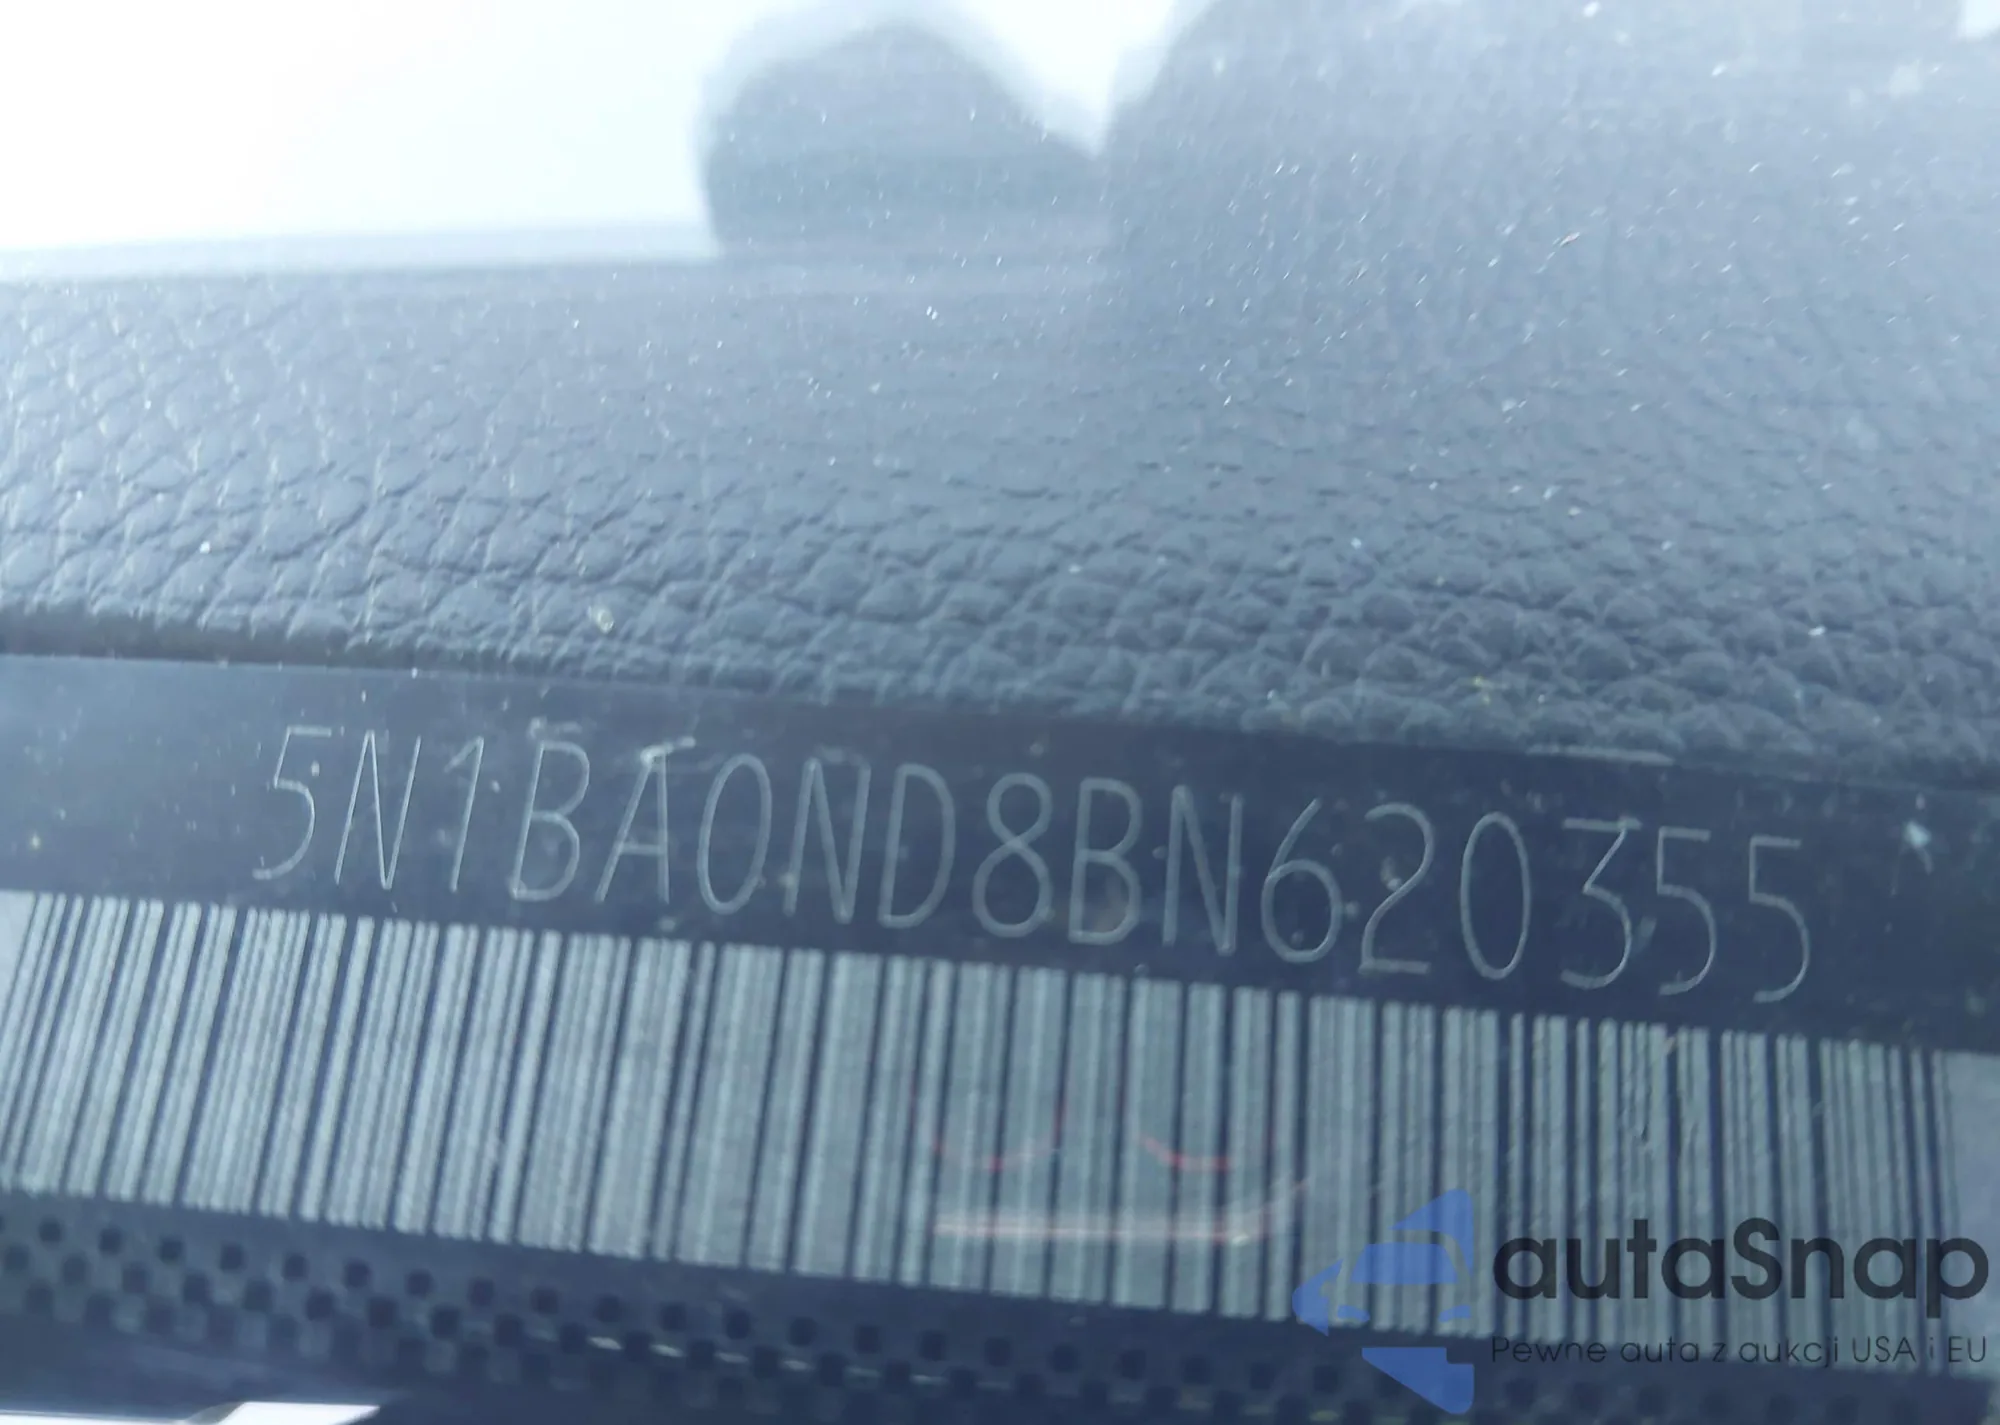 5N1BA0ND8BN620355
autaSnap
Pewne auta z aukcji USA i EU